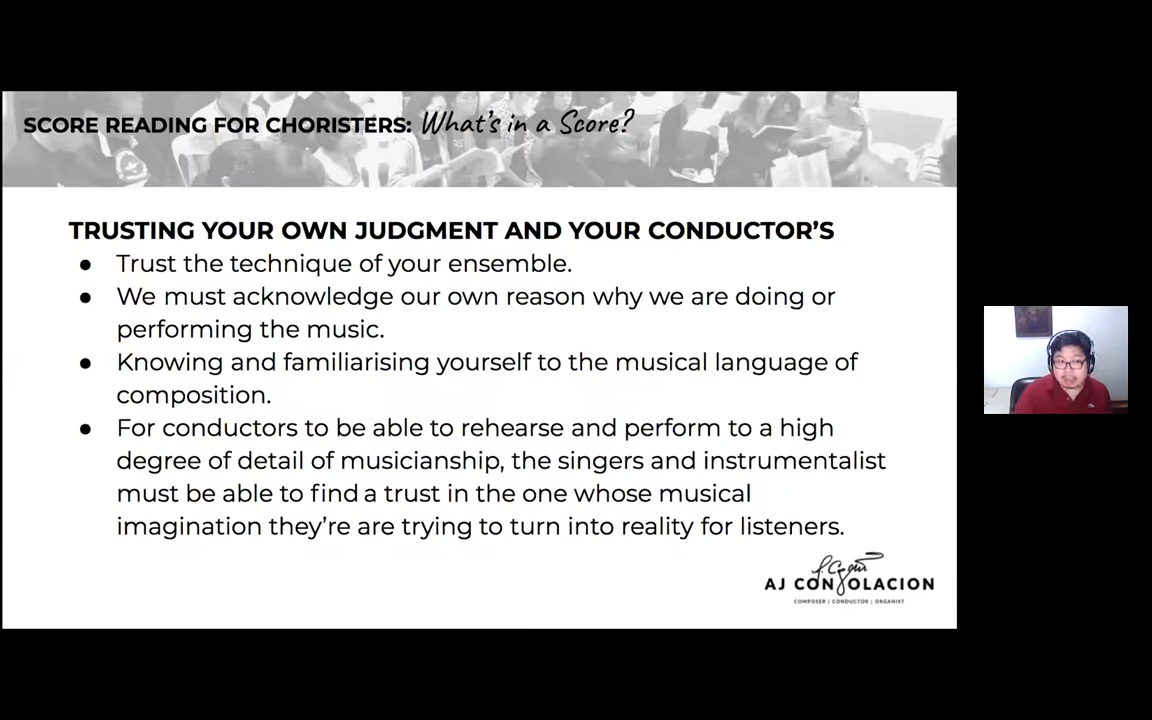 SCORE READING FOR CHORISTERS: What's in a Score?
TRUSTING YOUR OWN JUDGMENT AND YOUR CONDUCTOR'S
● Trust the technique of your ensemble.
● We must acknowledge our own reason why we are doing or
performing the music.
● Knowing and familiarising yourself to the musical language of
composition.
● For conductors to be able to rehearse and perform to a high
degree of detail of musicianship, the singers and instrumentalist
must be able to find a trust in the one whose musical
imagination they're are trying to turn into reality for listeners.
AJ CONSOLACION
COMPOSER | CONDUCTOR | ORGANIST